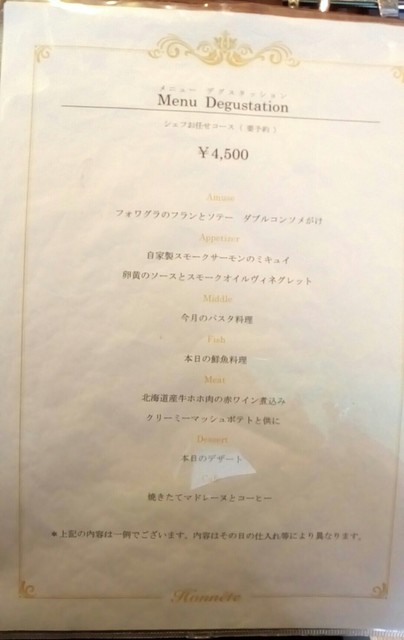 メニュー デグスタッション
Menu Degustation
シェフお任せコース ( 要予約 )
¥4,500
Amuse
フォワグラのフランとソテー ダブルコンソメがけ
Appetizer
自家製スモークサーモンのミキュイ
卵黄のソースとスモークオイルヴィネグレット
Middle
今月のパスタ料理
Fish
本日の鮮魚料理
Meat
北海道産牛ホホ肉の赤ワイン煮込み
クリーミーマッシュポテトと供に
Dessert
本日のデザート
焼きたてマドレーヌとコーヒー
*上記の内容は一例でございます。内容はその日の仕入れ等により異なります。
Honnête